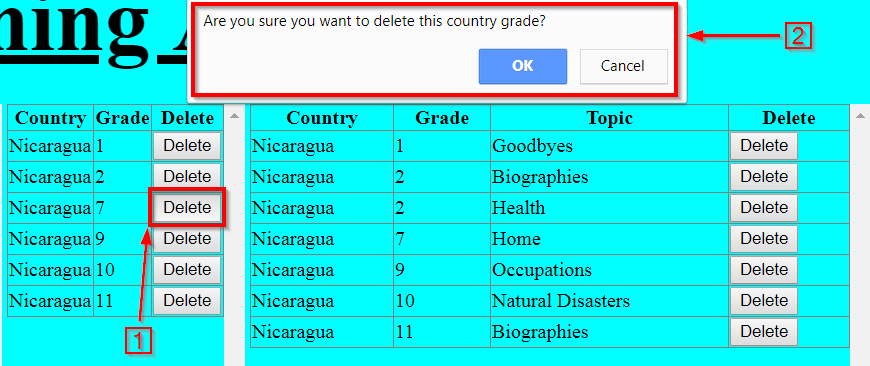 ning A
Are you sure you want to delete this country grade?
OK Cancel
2
Country Grade Delete
Nicaragua 1 Delete
Nicaragua 2 Delete
Nicaragua 7 Delete
Nicaragua 9 Delete
Nicaragua 10 Delete
Nicaragua 11 Delete
1
Country Grade Topic Delete
Nicaragua 1 Goodbyes Delete
Nicaragua 2 Biographies Delete
Nicaragua 2 Health Delete
Nicaragua 7 Home Delete
Nicaragua 9 Occupations Delete
Nicaragua 10 Natural Disasters Delete
Nicaragua 11 Biographies Delete